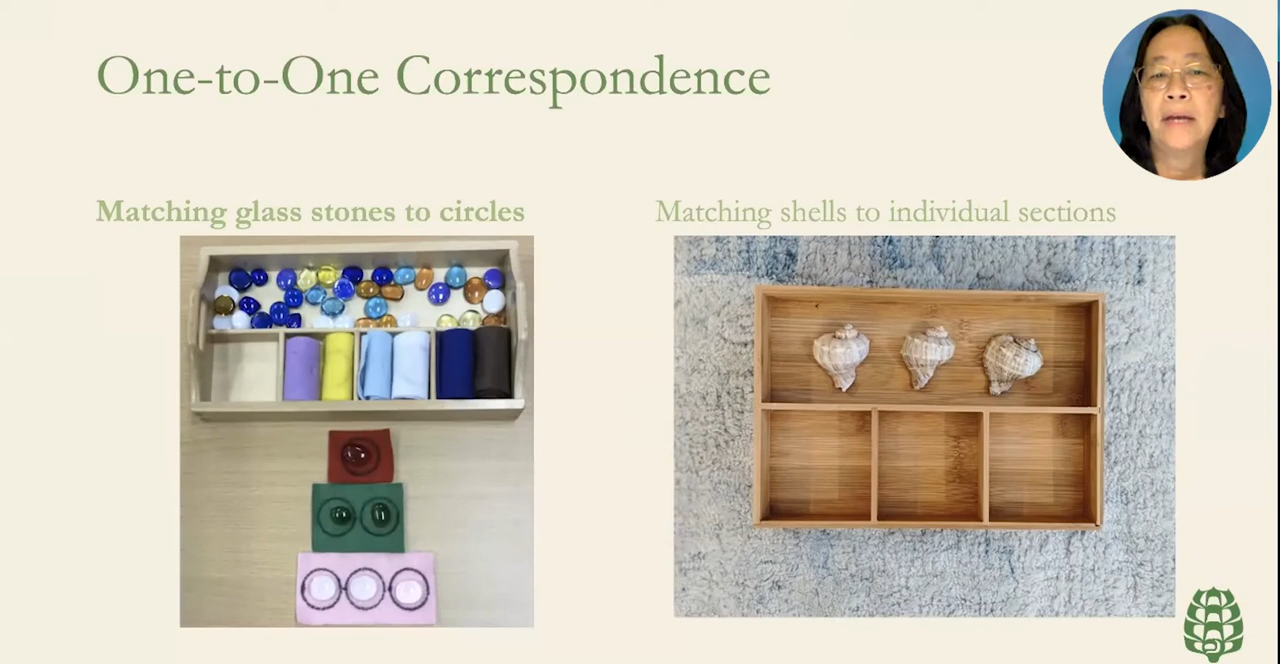 One-to-One Correspondence
Matching glass stones to circles
Matching shells to individual sections